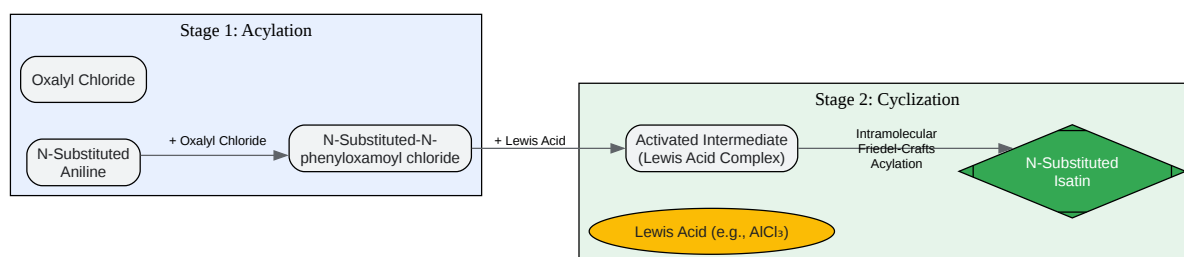 Stage 1: Acylation
Oxalyl Chloride
N-Substituted
Aniline
+ Oxalyl Chloride
N-Substituted-N-
phenyloxamoyl chloride
+ Lewis Acid
Stage 2: Cyclization
Activated Intermediate
(Lewis Acid Complex)
Intramolecular
Friedel-Crafts
Acylation
N-Substituted
Isatin
Lewis Acid (e.g., AlCl₃)